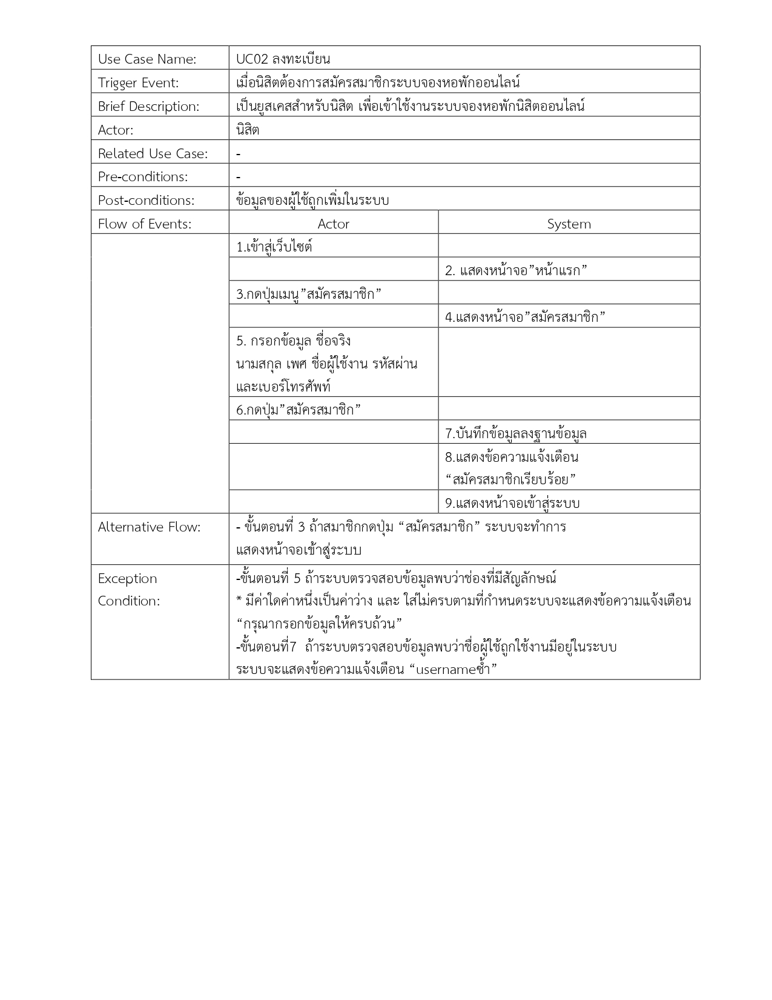 Use Case Name: UC02 ลงทะเบียน
Trigger Event: เมื่อนิสิตต้องการสมัครสมาชิกระบบจองหอพักออนไลน์
Brief Description: เป็นยูสเคสสำหรับนิสิต เพื่อเข้าใช้งานระบบจองหอพักนิสิตออนไลน์
Actor: นิสิต
Related Use Case: -
Pre-conditions: -
Post-conditions: ข้อมูลของผู้ใช้ถูกเพิ่มในระบบ
Flow of Events: Actor System
1.เข้าสู่เว็บไซต์
2. แสดงหน้าจอ”หน้าแรก”
3.กดปุ่มเมนู”สมัครสมาชิก”
4.แสดงหน้าจอ”สมัครสมาชิก”
5. กรอกข้อมูล ชื่อจริง
นามสกุล เพศ ชื่อผู้ใช้งาน รหัสผ่าน
และเบอร์โทรศัพท์
6.กดปุ่ม”สมัครสมาชิก”
7.บันทึกข้อมูลลงฐานข้อมูล
8.แสดงข้อความแจ้งเตือน
“สมัครสมาชิกเรียบร้อย”
9.แสดงหน้าจอเข้าสู่ระบบ
Alternative Flow: - ขั้นตอนที่ 3 ถ้าสมาชิกกดปุ่ม “สมัครสมาชิก” ระบบจะทำการ
แสดงหน้าจอเข้าสู่ระบบ
Exception -ขั้นตอนที่ 5 ถ้าระบบตรวจสอบข้อมูลพบว่าช่องที่มีสัญลักษณ์
Condition: * มีค่าใดค่าหนึ่งเป็นค่าว่าง และ ใส่ไม่ครบตามที่กำหนดระบบจะแสดงข้อความแจ้งเตือน
“กรุณากรอกข้อมูลให้ครบถ้วน”
-ขั้นตอนที่7 ถ้าระบบตรวจสอบข้อมูลพบว่าชื่อผู้ใช้ถูกใช้งานมีอยู่ในระบบ
ระบบจะแสดงข้อความแจ้งเตือน “usernameซ้ำ”